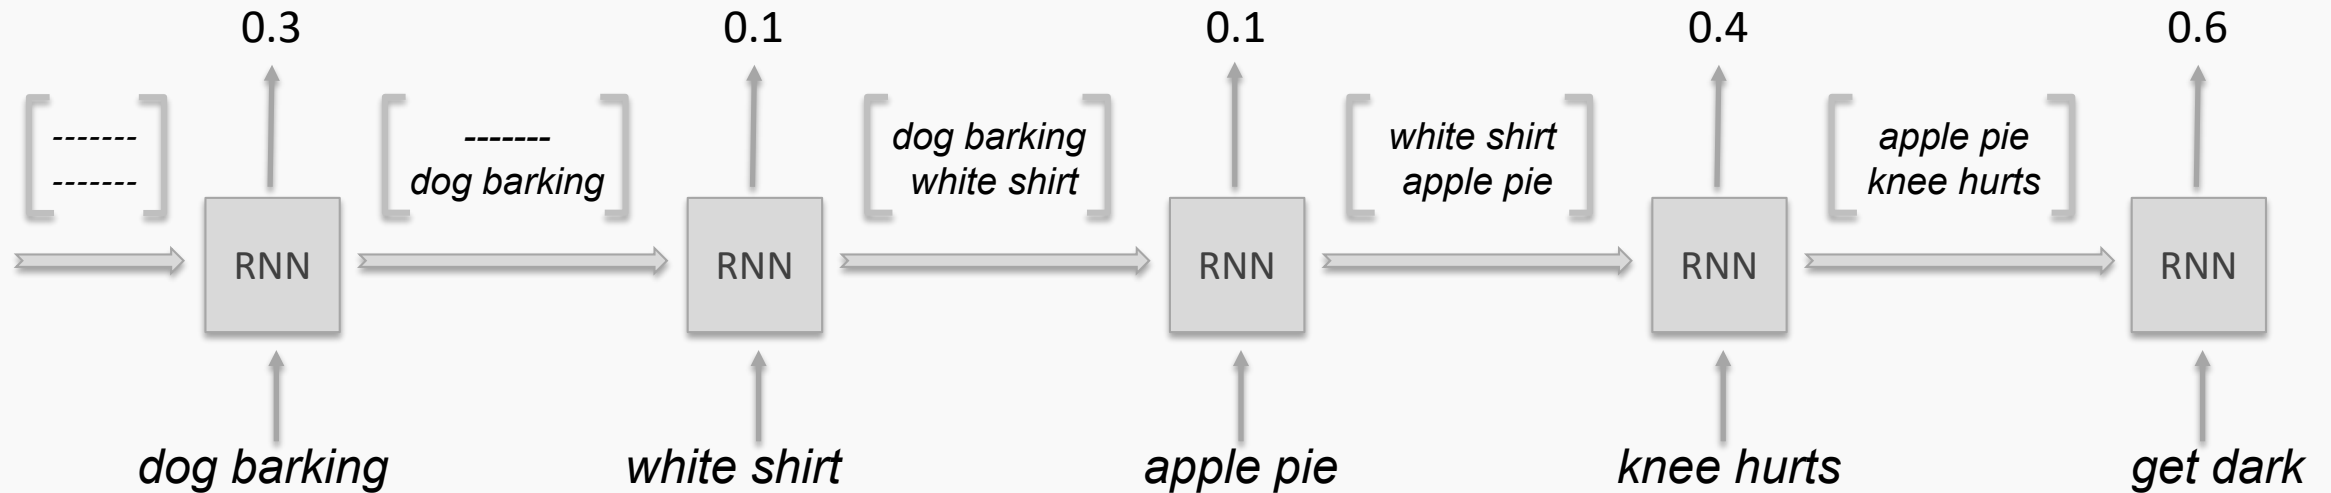 0.3 0.1 0.1 0.4 0.6
------- ------- dog barking white shirt apple pie
------- dog barking white shirt apple pie knee hurts
RNN RNN RNN RNN RNN
dog barking white shirt apple pie knee hurts get dark